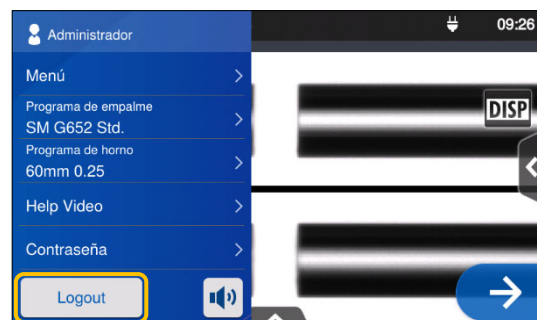 Administrador
09:26
Menú
Programa de empalme
SM G652 Std.
DISP
Programa de horno
60mm 0.25
Help Video
Contraseña
Logout